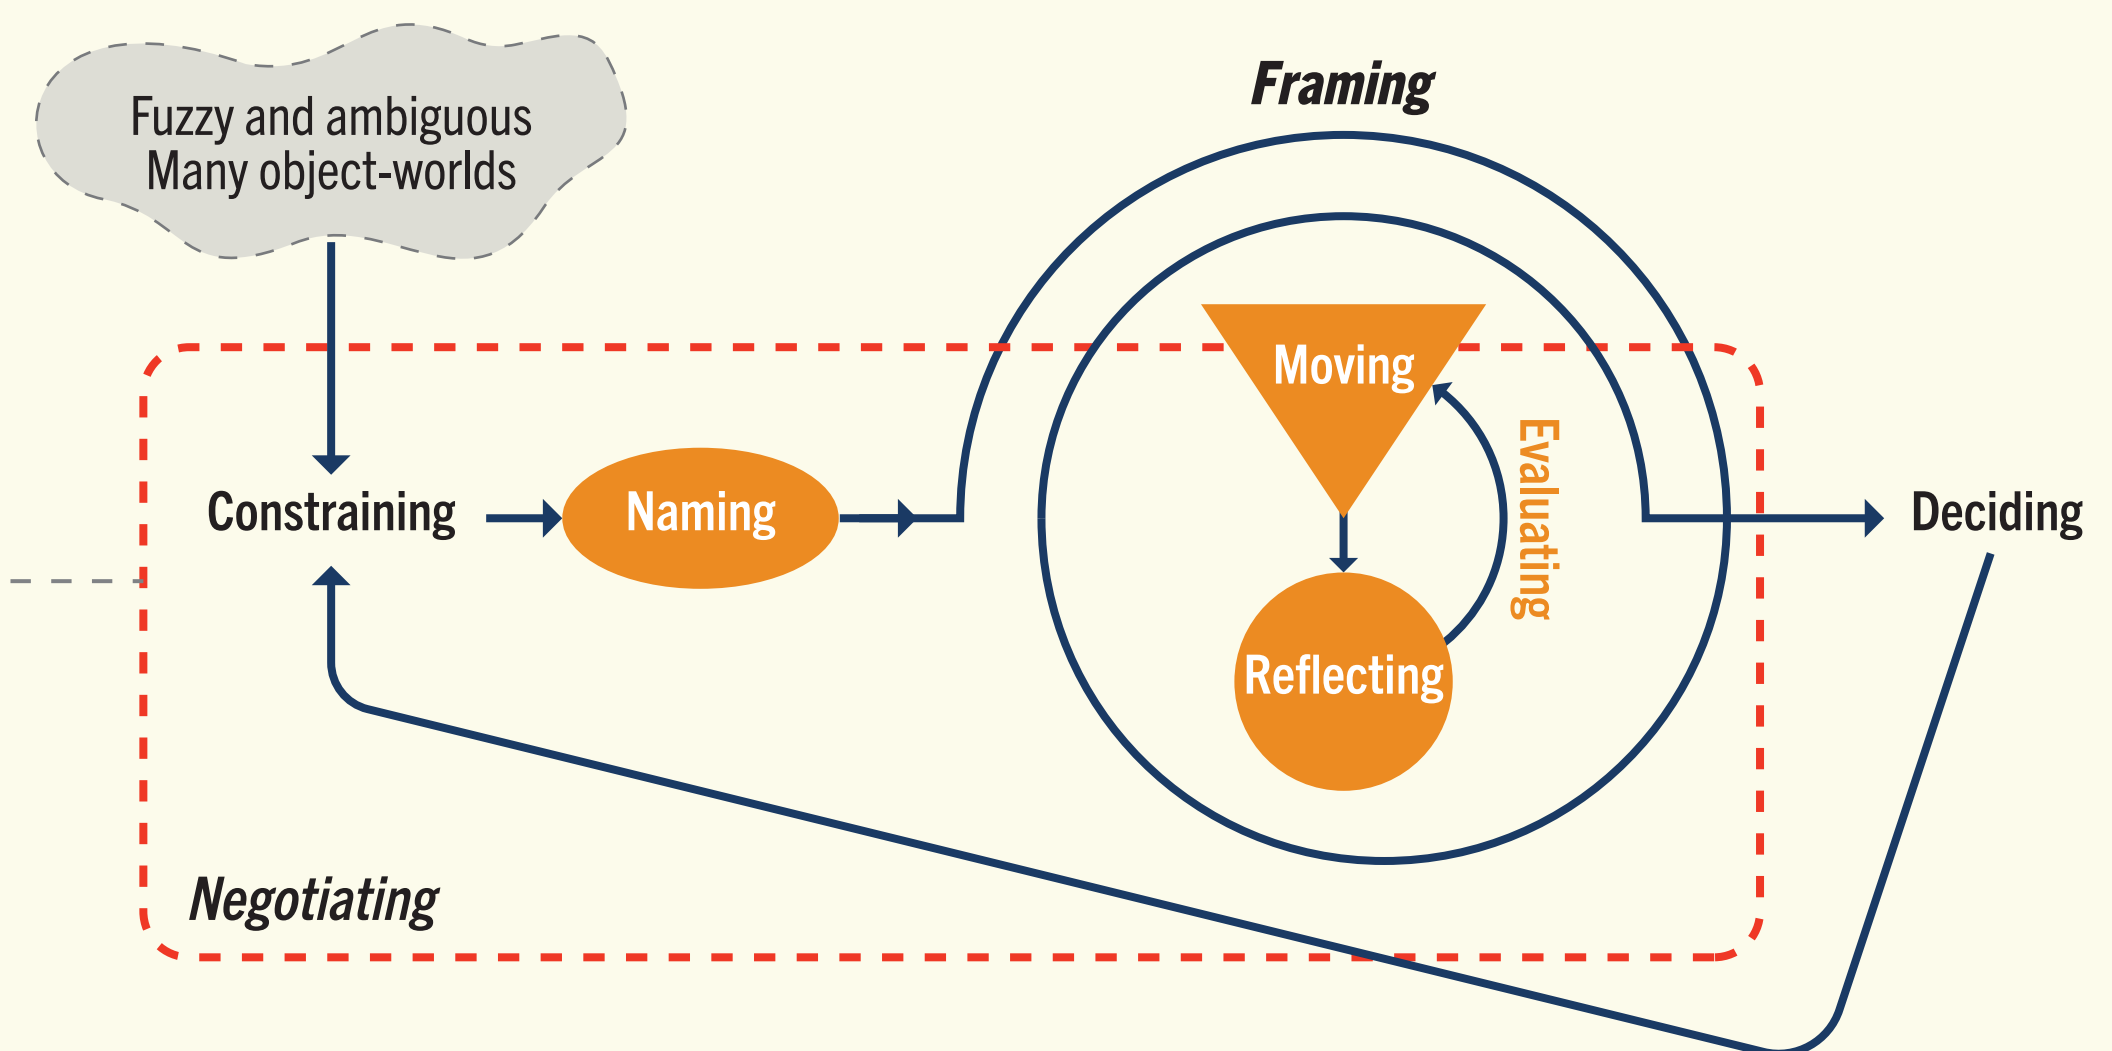 Fuzzy and ambiguous
Many object-worlds
Framing
Moving
Evaluating
Constraining
Naming
Deciding
Reflecting
Negotiating